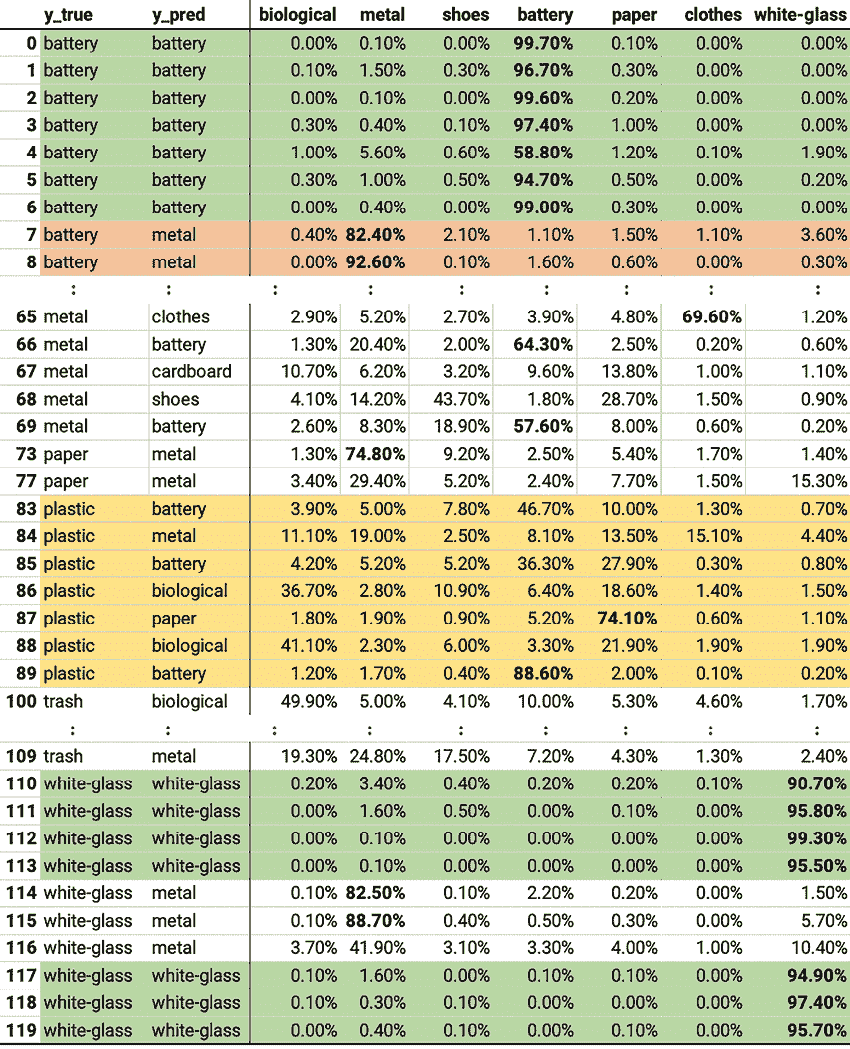 y_true y_pred biological metal shoes battery paper clothes white-glass
0 battery battery 0.00% 0.10% 0.00% 99.70% 0.10% 0.00% 0.00%
1 battery battery 0.10% 1.50% 0.30% 96.70% 0.30% 0.00% 0.00%
2 battery battery 0.00% 0.10% 0.00% 99.60% 0.20% 0.00% 0.00%
3 battery battery 0.30% 0.40% 0.10% 97.40% 1.00% 0.00% 0.00%
4 battery battery 1.00% 5.60% 0.60% 58.80% 1.20% 0.10% 1.90%
5 battery battery 0.30% 1.00% 0.50% 94.70% 0.50% 0.00% 0.20%
6 battery battery 0.00% 0.40% 0.00% 99.00% 0.30% 0.00% 0.00%
7 battery metal 0.40% 82.40% 2.10% 1.10% 1.50% 1.10% 3.60%
8 battery metal 0.00% 92.60% 0.10% 1.60% 0.60% 0.00% 0.30%
: : : : : : : : :
65 metal clothes 2.90% 5.20% 2.70% 3.90% 4.80% 69.60% 1.20%
66 metal battery 1.30% 20.40% 2.00% 64.30% 2.50% 0.20% 0.60%
67 metal cardboard 10.70% 6.20% 3.20% 9.60% 13.80% 1.00% 1.10%
68 metal shoes 4.10% 14.20% 43.70% 1.80% 28.70% 1.50% 0.90%
69 metal battery 2.60% 8.30% 18.90% 57.60% 8.00% 0.60% 0.20%
73 paper metal 1.30% 74.80% 9.20% 2.50% 5.40% 1.70% 1.40%
77 paper metal 3.40% 29.40% 5.20% 2.40% 7.70% 1.50% 15.30%
83 plastic battery 3.90% 5.00% 7.80% 46.70% 10.00% 1.30% 0.70%
84 plastic metal 11.10% 19.00% 2.50% 8.10% 13.50% 15.10% 4.40%
85 plastic battery 4.20% 5.20% 5.20% 36.30% 27.90% 0.30% 0.80%
86 plastic biological 36.70% 2.80% 10.90% 6.40% 18.60% 1.40% 1.50%
87 plastic paper 1.80% 1.90% 0.90% 5.20% 74.10% 0.60% 1.10%
88 plastic biological 41.10% 2.30% 6.00% 3.30% 21.90% 1.90% 1.90%
89 plastic battery 1.20% 1.70% 0.40% 88.60% 2.00% 0.10% 0.20%
100 trash biological 49.90% 5.00% 4.10% 10.00% 5.30% 4.60% 1.70%
: : : : : : : : :
109 trash metal 19.30% 24.80% 17.50% 7.20% 4.30% 1.30% 2.40%
110 white-glass white-glass 0.20% 3.40% 0.40% 0.20% 0.20% 0.10% 90.70%
111 white-glass white-glass 0.00% 1.60% 0.50% 0.00% 0.10% 0.00% 95.80%
112 white-glass white-glass 0.00% 0.10% 0.00% 0.00% 0.00% 0.00% 99.30%
113 white-glass white-glass 0.00% 0.10% 0.00% 0.00% 0.00% 0.00% 95.50%
114 white-glass metal 0.10% 82.50% 0.10% 2.20% 0.20% 0.00% 1.50%
115 white-glass metal 0.10% 88.70% 0.40% 0.50% 0.30% 0.00% 5.70%
116 white-glass metal 3.70% 41.90% 3.10% 3.30% 4.00% 1.00% 10.40%
117 white-glass white-glass 0.10% 1.60% 0.00% 0.10% 0.10% 0.00% 94.90%
118 white-glass white-glass 0.10% 0.30% 0.10% 0.00% 0.00% 0.00% 97.40%
119 white-glass white-glass 0.00% 0.40% 0.10% 0.00% 0.10% 0.00% 95.70%